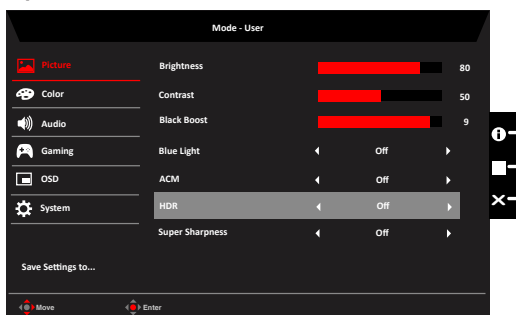 Mode - User
Picture
Color
Audio
Gaming
OSD
System
Save Settings to...
Brightness 80
Contrast 50
Black Boost 9
Blue Light Off
ACM Off
HDR Off
Super Sharpness Off
Move Enter